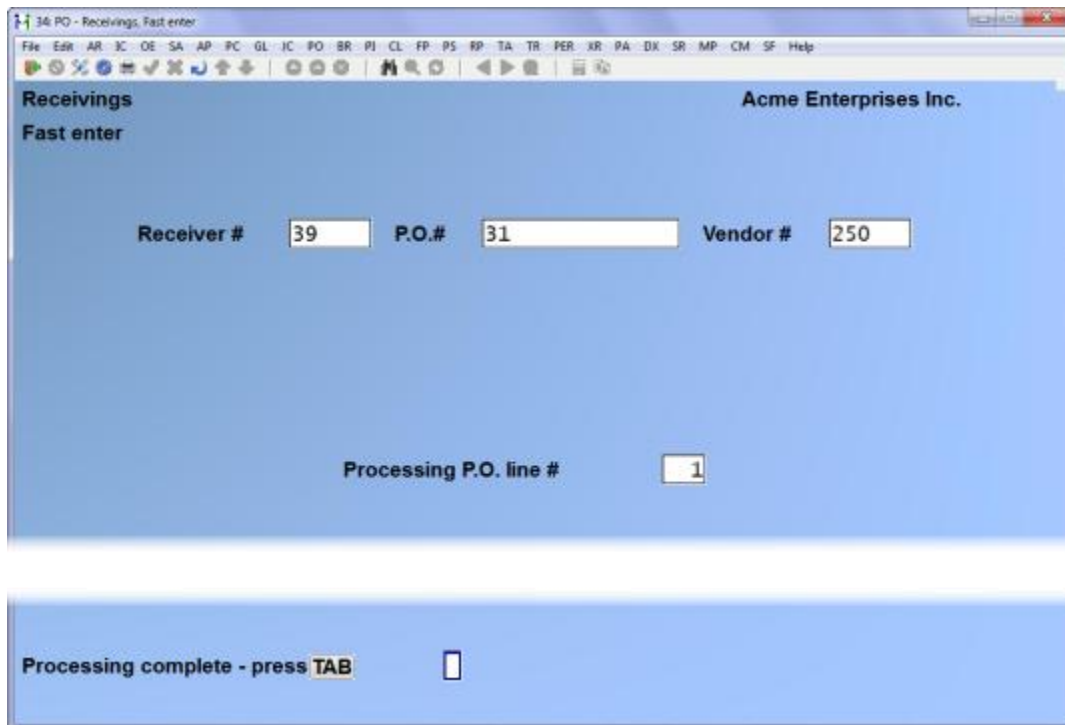 34: PO - Receivings, Fast enter
File Edit AR IC OE SA AP PC GL JC PO BR PJ CL FP PS RP TA TR PER XR PA DX SR MP CM SF Help
Receivings Acme Enterprises Inc.
Fast enter
Receiver # 39 P.O.# 31 Vendor # 250
Processing P.O. line # 1
Processing complete - press TAB